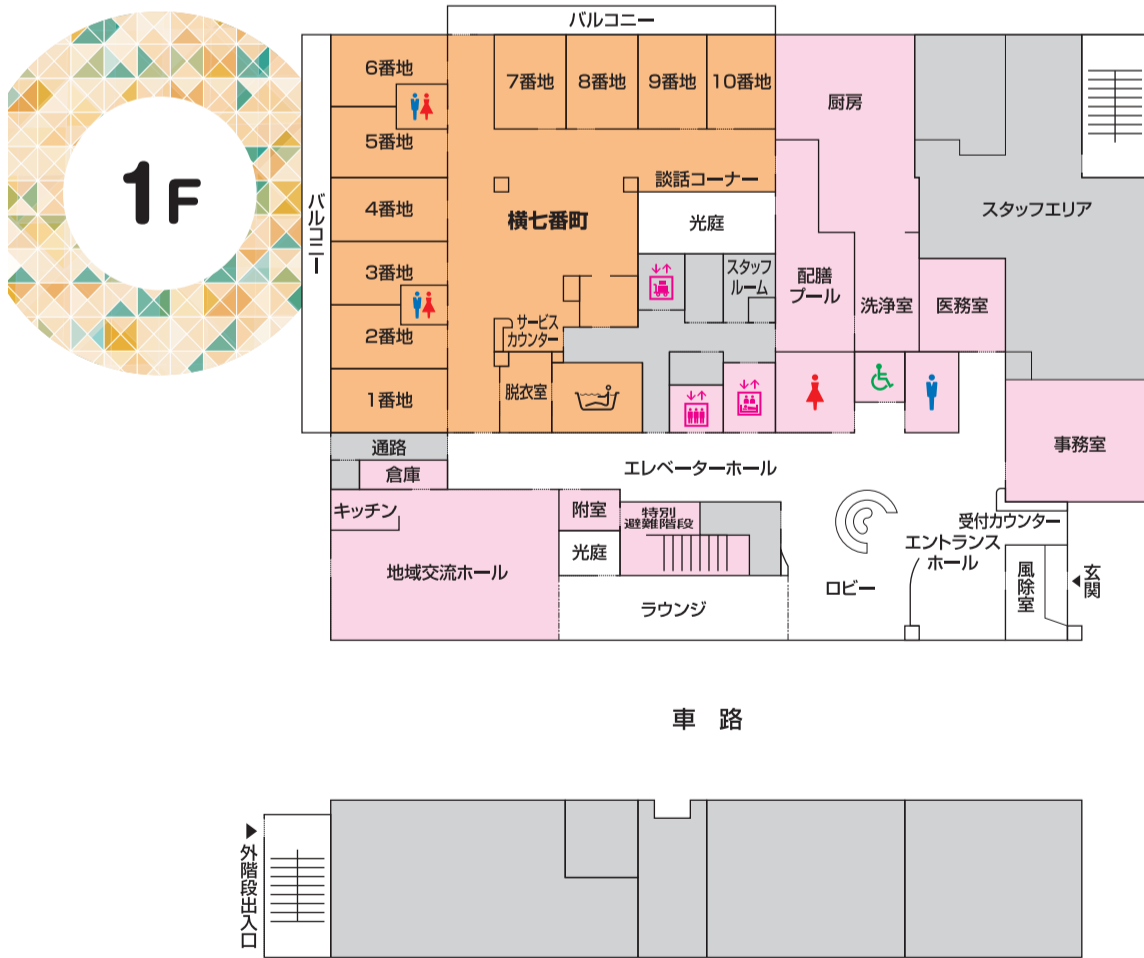 バルコニー
1F
6番地
5番地
4番地
3番地
2番地
1番地
バルコニー
7番地
8番地
9番地
10番地
談話コーナー
横七番町
光庭
スタッフ
ルーム
サービス
カウンター
脱衣室
厨房
配膳
プール
洗浄室
医務室
スタッフエリア
事務室
通路
倉庫
エレベーターホール
キッチン
附室
特別
避難階段
光庭
地域交流ホール
ラウンジ
ロビー
受付カウンター
エントランス
ホール
風除室
玄関
車 路
外階段出入口